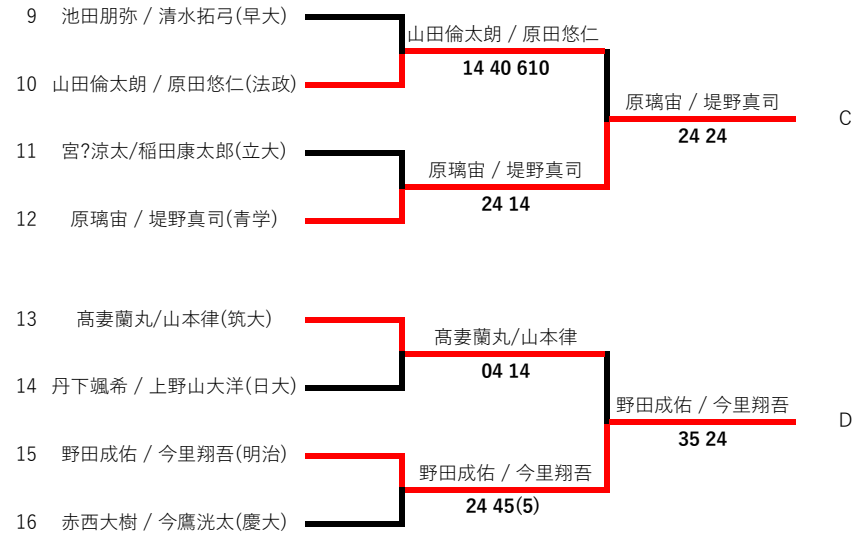 9 池田朋弥 / 清水拓弓(早大)
山田倫太朗 / 原田悠仁
14 40 610
10 山田倫太朗 / 原田悠仁(法政)
原璃宙 / 堤野真司
C
24 24
11 宮?涼太/稲田康太郎(立大)
原璃宙 / 堤野真司
24 14
12 原璃宙 / 堤野真司(青学)
13 髙妻蘭丸/山本律(筑大)
髙妻蘭丸/山本律
04 14
14 丹下颯希 / 上野山大洋(日大)
野田成佑 / 今里翔吾
D
35 24
15 野田成佑 / 今里翔吾(明治)
野田成佑 / 今里翔吾
24 45(5)
16 赤西大樹 / 今鷹洸太(慶大)